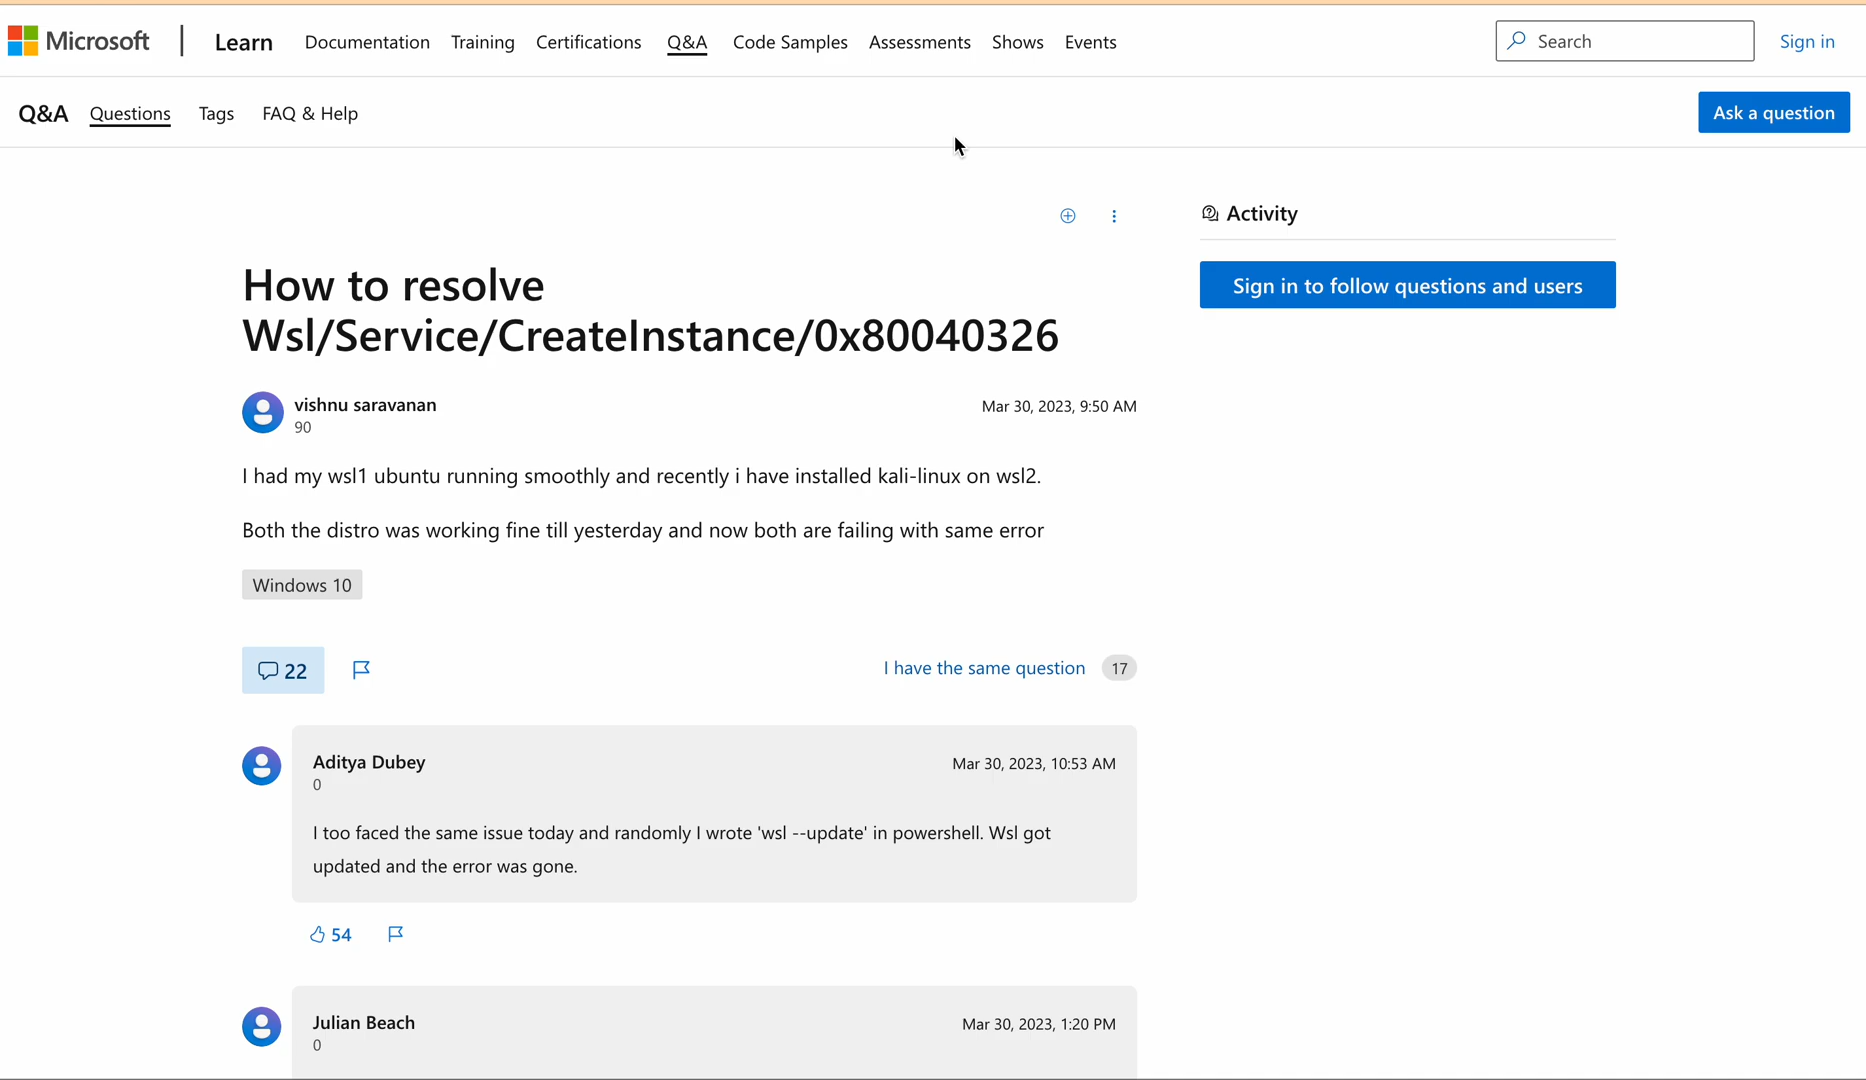 Microsoft Learn Documentation Training Certifications Q&A Code Samples Assessments Shows Events Search Sign in
Q&A Questions Tags FAQ & Help Ask a question
Activity
Sign in to follow questions and users
How to resolve
Wsl/Service/CreateInstance/0x80040326
vishnu saravanan
90
Mar 30, 2023, 9:50 AM
I had my wsl1 ubuntu running smoothly and recently i have installed kali-linux on wsl2.
Both the distro was working fine till yesterday and now both are failing with same error
Windows 10
22
I have the same question 17
Aditya Dubey
0
Mar 30, 2023, 10:53 AM
I too faced the same issue today and randomly I wrote 'wsl --update' in powershell. Wsl got
updated and the error was gone.
54
Julian Beach
0
Mar 30, 2023, 1:20 PM